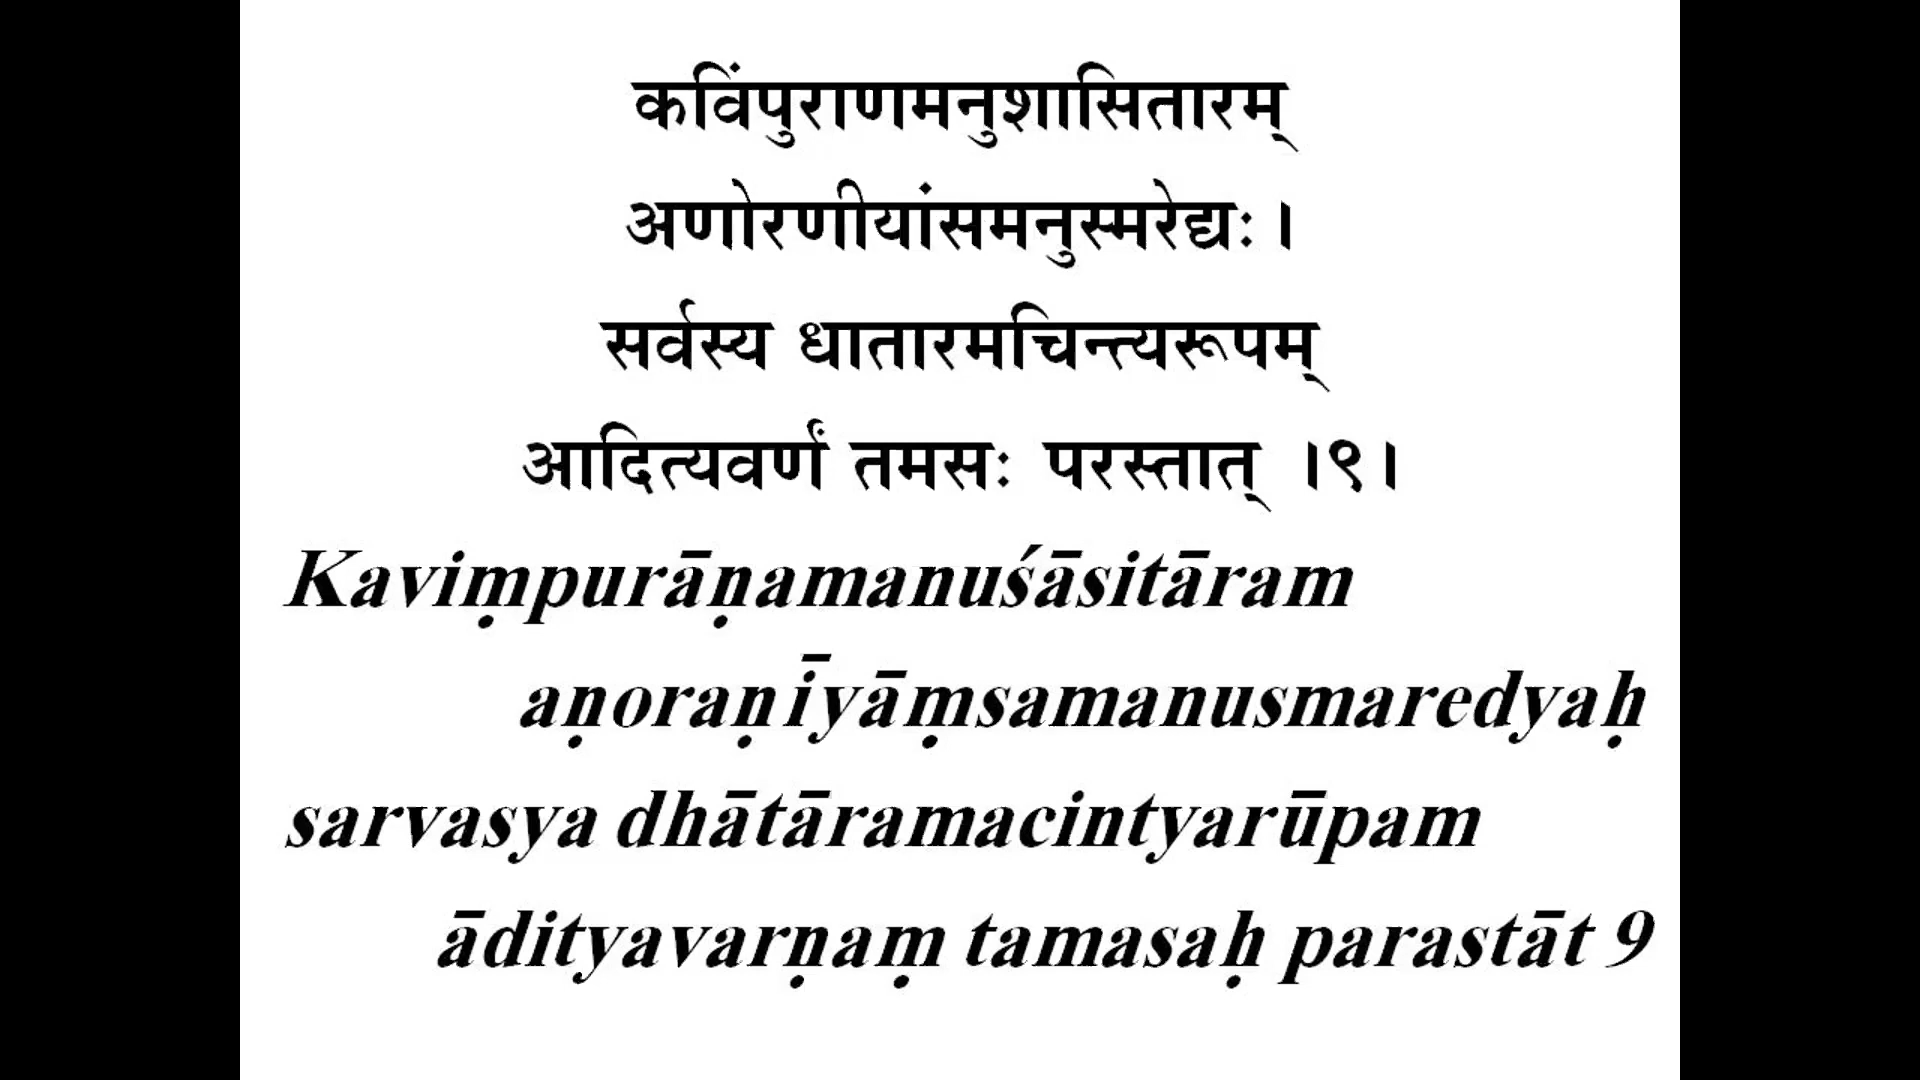 कविंपुराणमनुशासितारम्
अणोरणीयांसमनुस्मरेद्यः ।
सर्वस्य धातारमचिन्त्यरूपम्
आदित्यवर्णं तमसः परस्तात् ।९।
Kaviṃpurāṇamanuśāsitāram
aṇoraṇīyāṃsamanusmaredyaḥ
sarvasya dhātāramacintyarūpam
ādityavarṇaṃ tamasaḥ parastāt 9